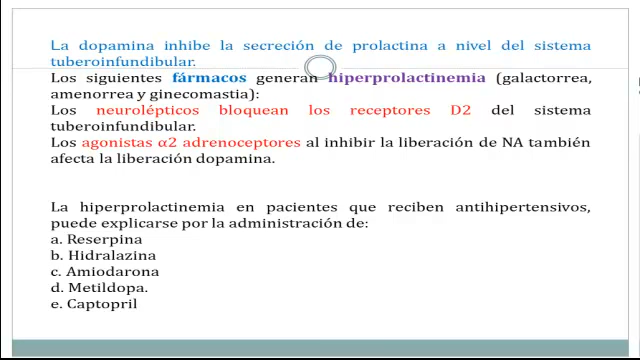 La dopamina inhibe la secreción de prolactina a nivel del sistema
tuberoinfundibular.
Los siguientes fármacos generan hiperprolactinemia (galactorrea,
amenorrea y ginecomastia):
Los neurolépticos bloquean los receptores D2 del sistema
tuberoinfundibular.
Los agonistas α2 adrenoceptores al inhibir la liberación de NA también
afecta la liberación dopamina.
La hiperprolactinemia en pacientes que reciben antihipertensivos,
puede explicarse por la administración de:
a. Reserpina
b. Hidralazina
c. Amiodarona
d. Metildopa.
e. Captopril